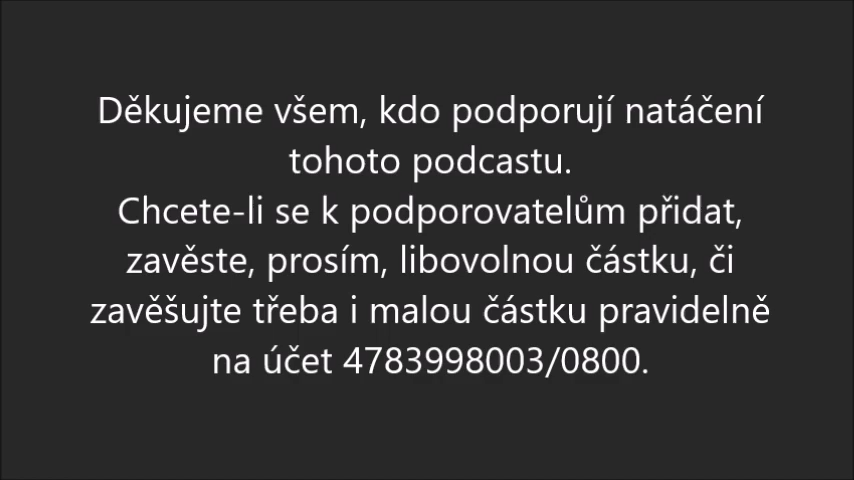 Děkujeme všem, kdo podporují natáčení
tohoto podcastu.
Chcete-li se k podporovatelům přidat,
zavěste, prosím, libovolnou částku, či
zavěšujte třeba i malou částku pravidelně
na účet 4783998003/0800.